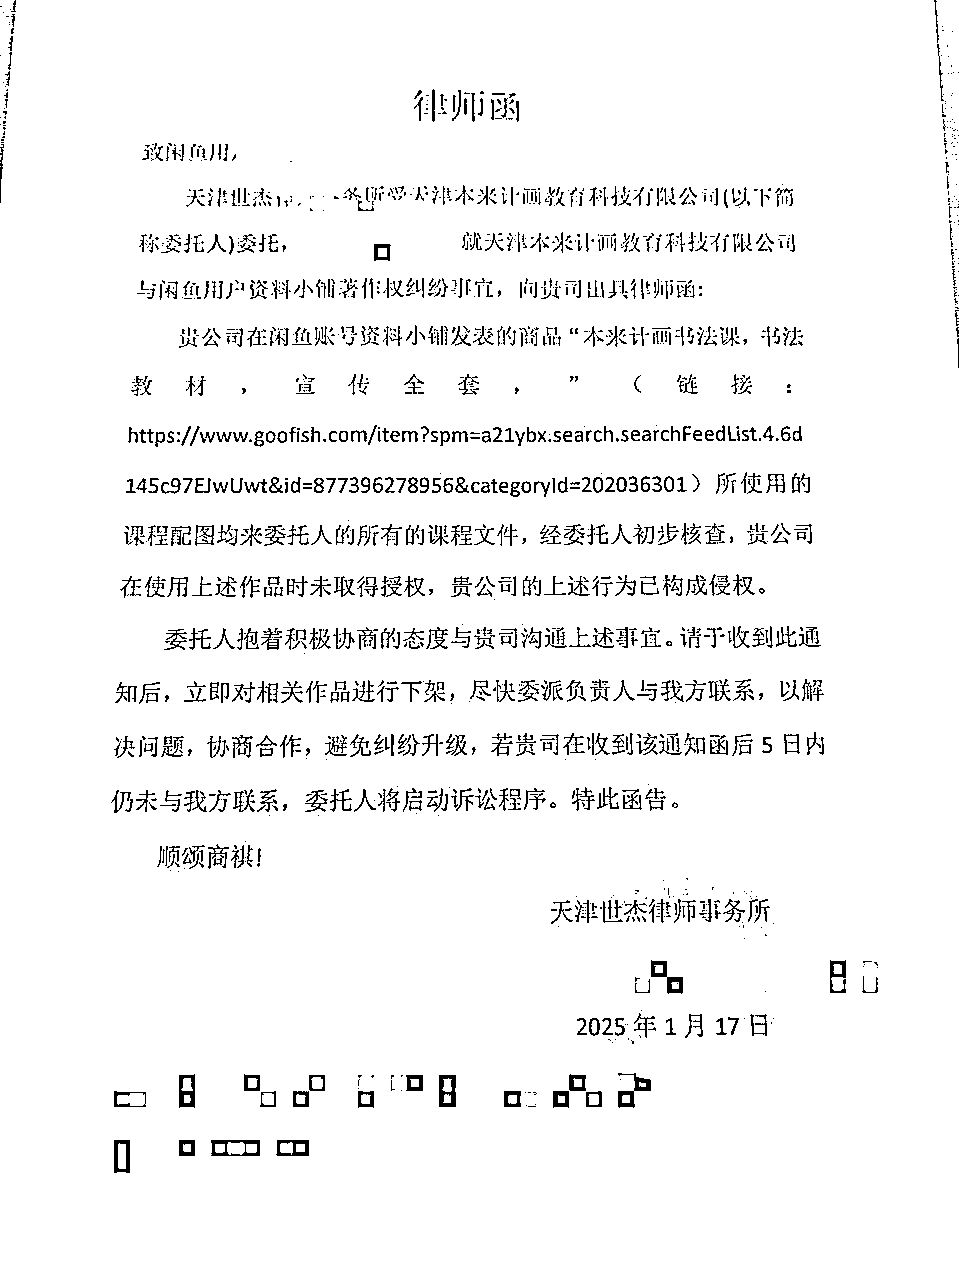 律师函
致闲鱼用,
天津世杰 务所受天津本来计画教育科技有限公司(以下简
称委托人)委托， 就天津本来计画教育科技有限公司
与闲鱼用户资料小铺著作权纠纷事宜，向贵司出具律师函:
贵公司在闲鱼账号资料小铺发表的商品“本来计画书法课，书法
教材，宣传全套，”（链接：
https://www.goofish.com/item?spm=a21ybx.search.searchFeedList.4.6d
145c97EJwUwt&id=877396278956&categoryId=202036301）所使用的
课程配图均来委托人的所有的课程文件，经委托人初步核查，贵公司
在使用上述作品时未取得授权，贵公司的上述行为已构成侵权。
委托人抱着积极协商的态度与贵司沟通上述事宜。请于收到此通
知后，立即对相关作品进行下架，尽快委派负责人与我方联系，以解
决问题，协商合作，避免纠纷升级，若贵司在收到该通知函后 5 日内
仍未与我方联系，委托人将启动诉讼程序。特此函告。
顺颂商祺!
天津世杰律师事务所
2025 年 1 月 17 日